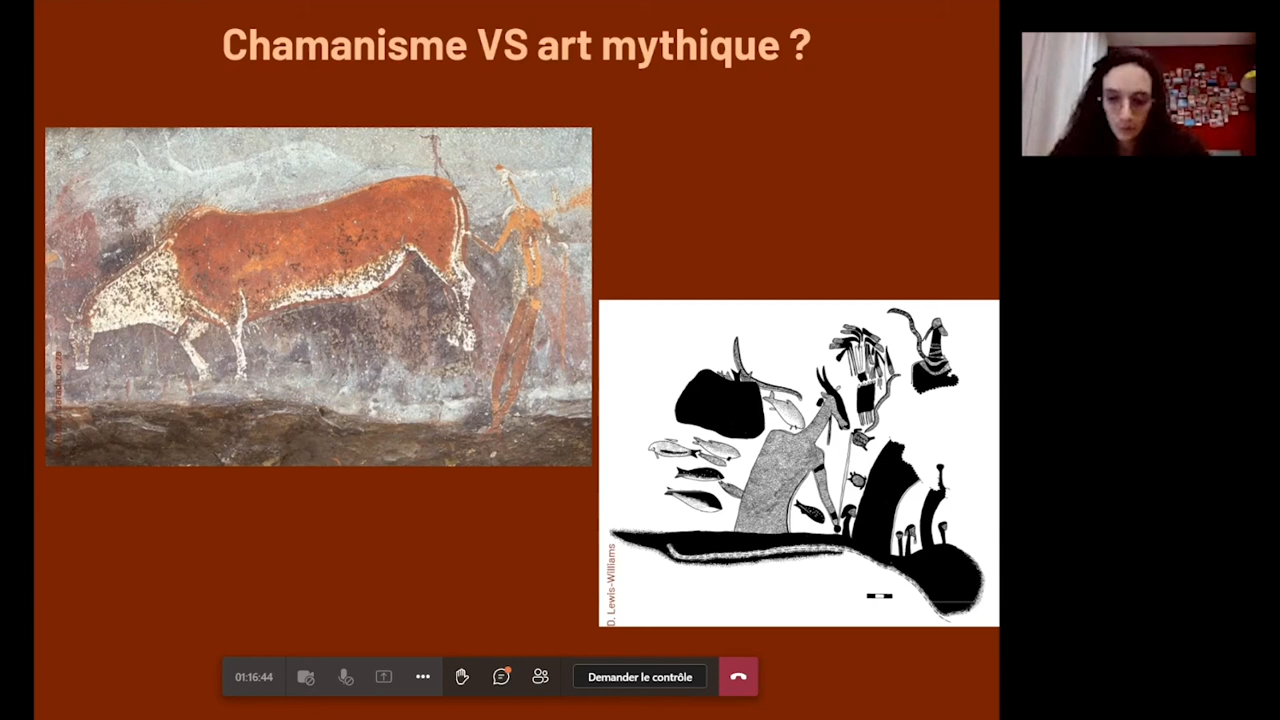 Chamanisme VS art mythique ?
D. Lewis-Williams
01:16:44
Demander le contrôle